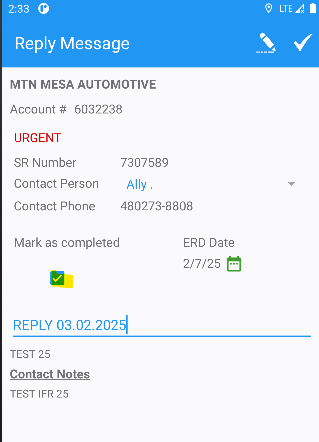 2:33
LTE
Reply Message
MTN MESA AUTOMOTIVE
Account # 6032238
URGENT
SR Number 7307589
Contact Person Ally .
Contact Phone 480273-8808
Mark as completed ERD Date
2/7/25
REPLY 03.02.2025
TEST 25
Contact Notes
TEST IFR 25